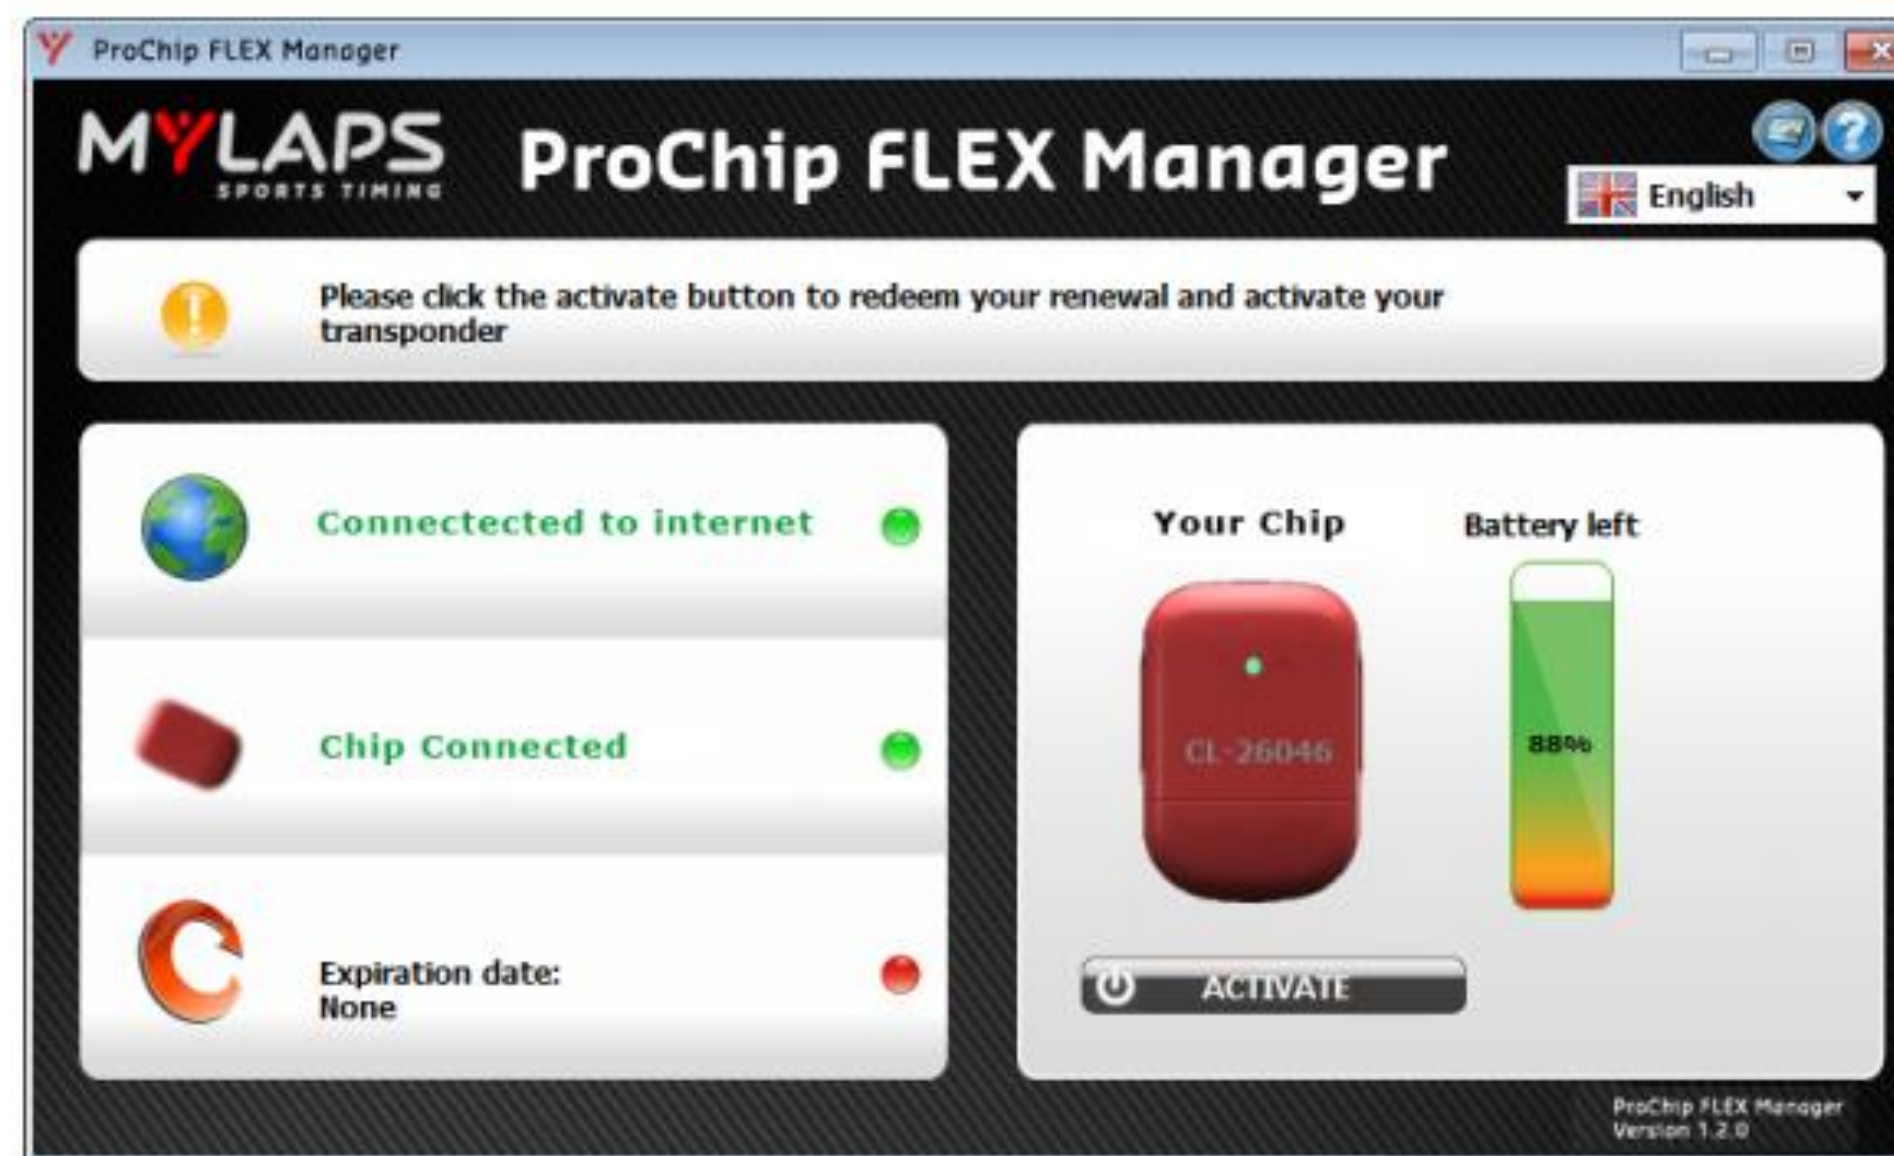 ProChip FLEX Manager
MYLAPS
SPORTS TIMING
ProChip FLEX Manager
English
Please click the activate button to redeem your renewal and activate your
transponder
Connectected to internet
Chip Connected
Expiration date:
None
Your Chip
Battery left
CL-26046
88%
ACTIVATE
ProChip FLEX Manager
Version 1.2.0